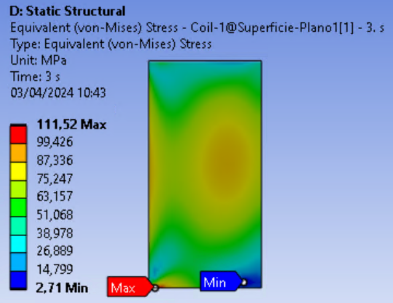 D: Static Structural
Equivalent (von-Mises) Stress - Coil-1@Superficie-Plano1[1] - 3. s
Type: Equivalent (von-Mises) Stress
Unit: MPa
Time: 3 s
03/04/2024 10:43
111,52 Max
99,426
87,336
75,247
63,157
51,068
38,978
26,889
14,799
2,71 Min
Max
Min